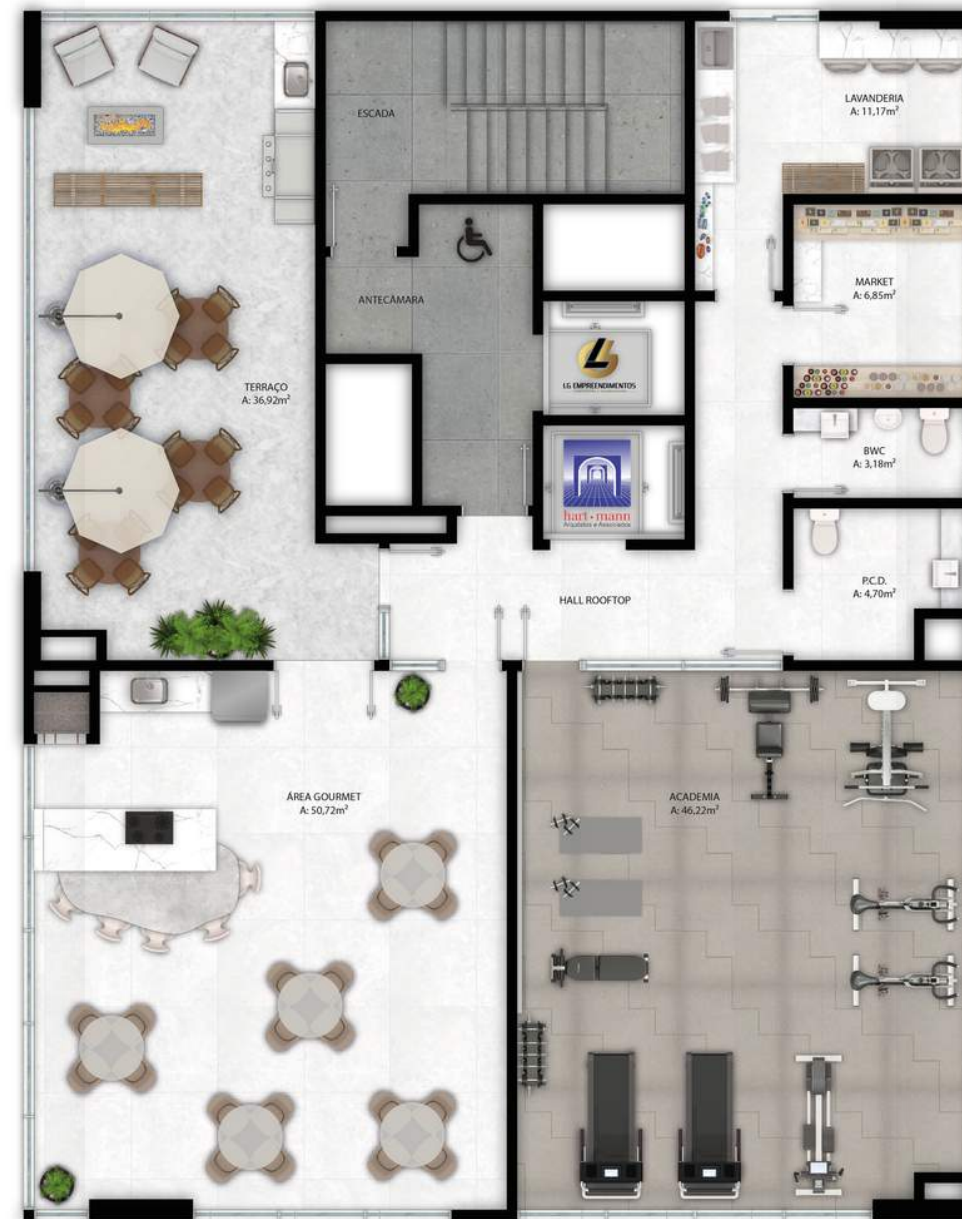 ESCADA
LAVANDERIA
A: 11,17m²
MARKET
A: 6,85m²
ANTECÂMARA
LG EMPREENDIMENTOS
TERRAÇO
A: 36,92m²
BWC
A: 3,18m²
hart•mann
Arquitetos e Associados
P.C.D.
A: 4,70m²
HALL ROOFTOP
ÁREA GOURMET
A: 50,72m²
ACADEMIA
A: 46,22m²